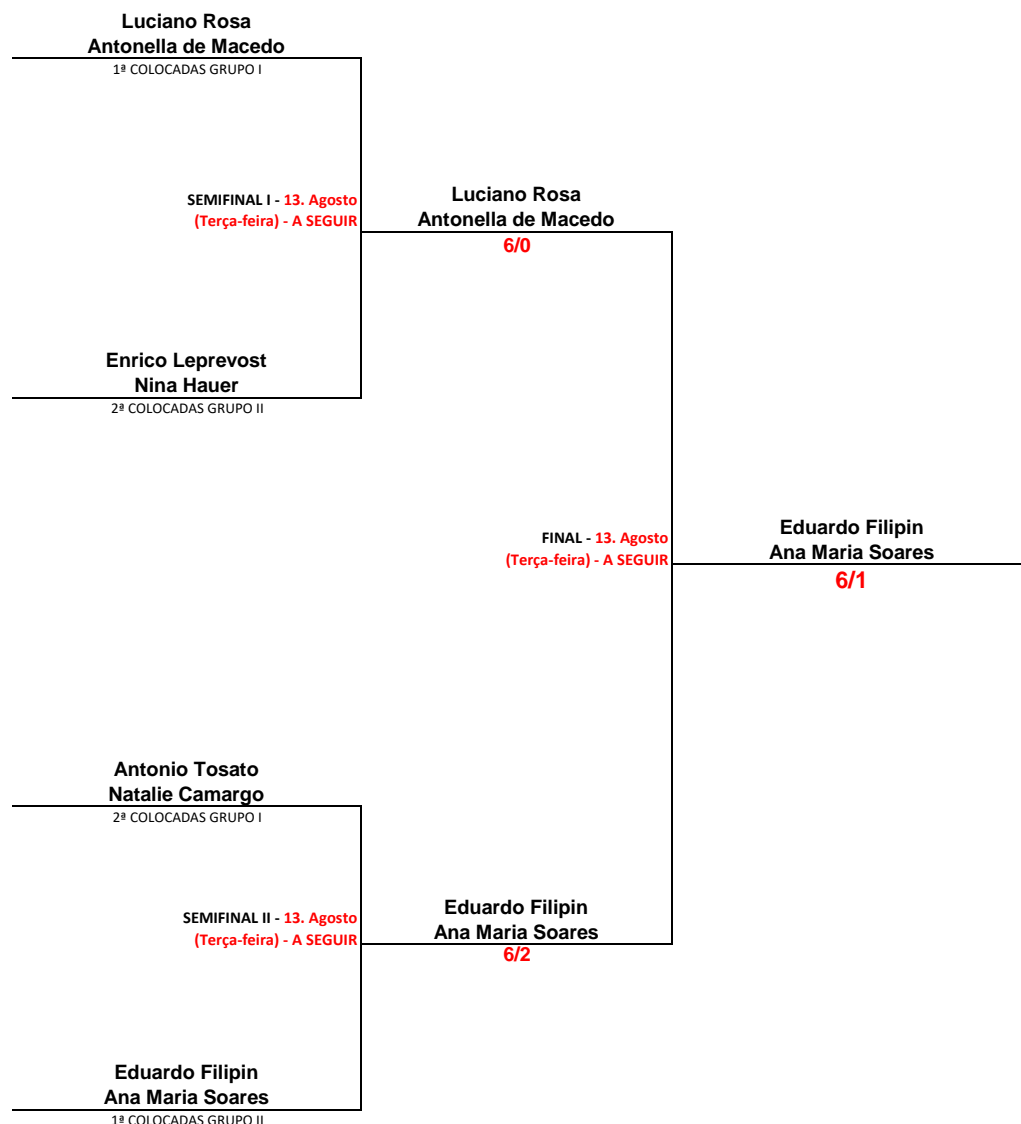 Luciano Rosa
Antonella de Macedo
1ª COLOCADAS GRUPO I
SEMIFINAL I - 13. Agosto
(Terça-feira) - A SEGUIR
Luciano Rosa
Antonella de Macedo
6/0
Enrico Leprevost
Nina Hauer
2ª COLOCADAS GRUPO II
FINAL - 13. Agosto
(Terça-feira) - A SEGUIR
Eduardo Filipin
Ana Maria Soares
6/1
Antonio Tosato
Natalie Camargo
2ª COLOCADAS GRUPO I
SEMIFINAL II - 13. Agosto
(Terça-feira) - A SEGUIR
Eduardo Filipin
Ana Maria Soares
6/2
Eduardo Filipin
Ana Maria Soares
1ª COLOCADAS GRUPO II